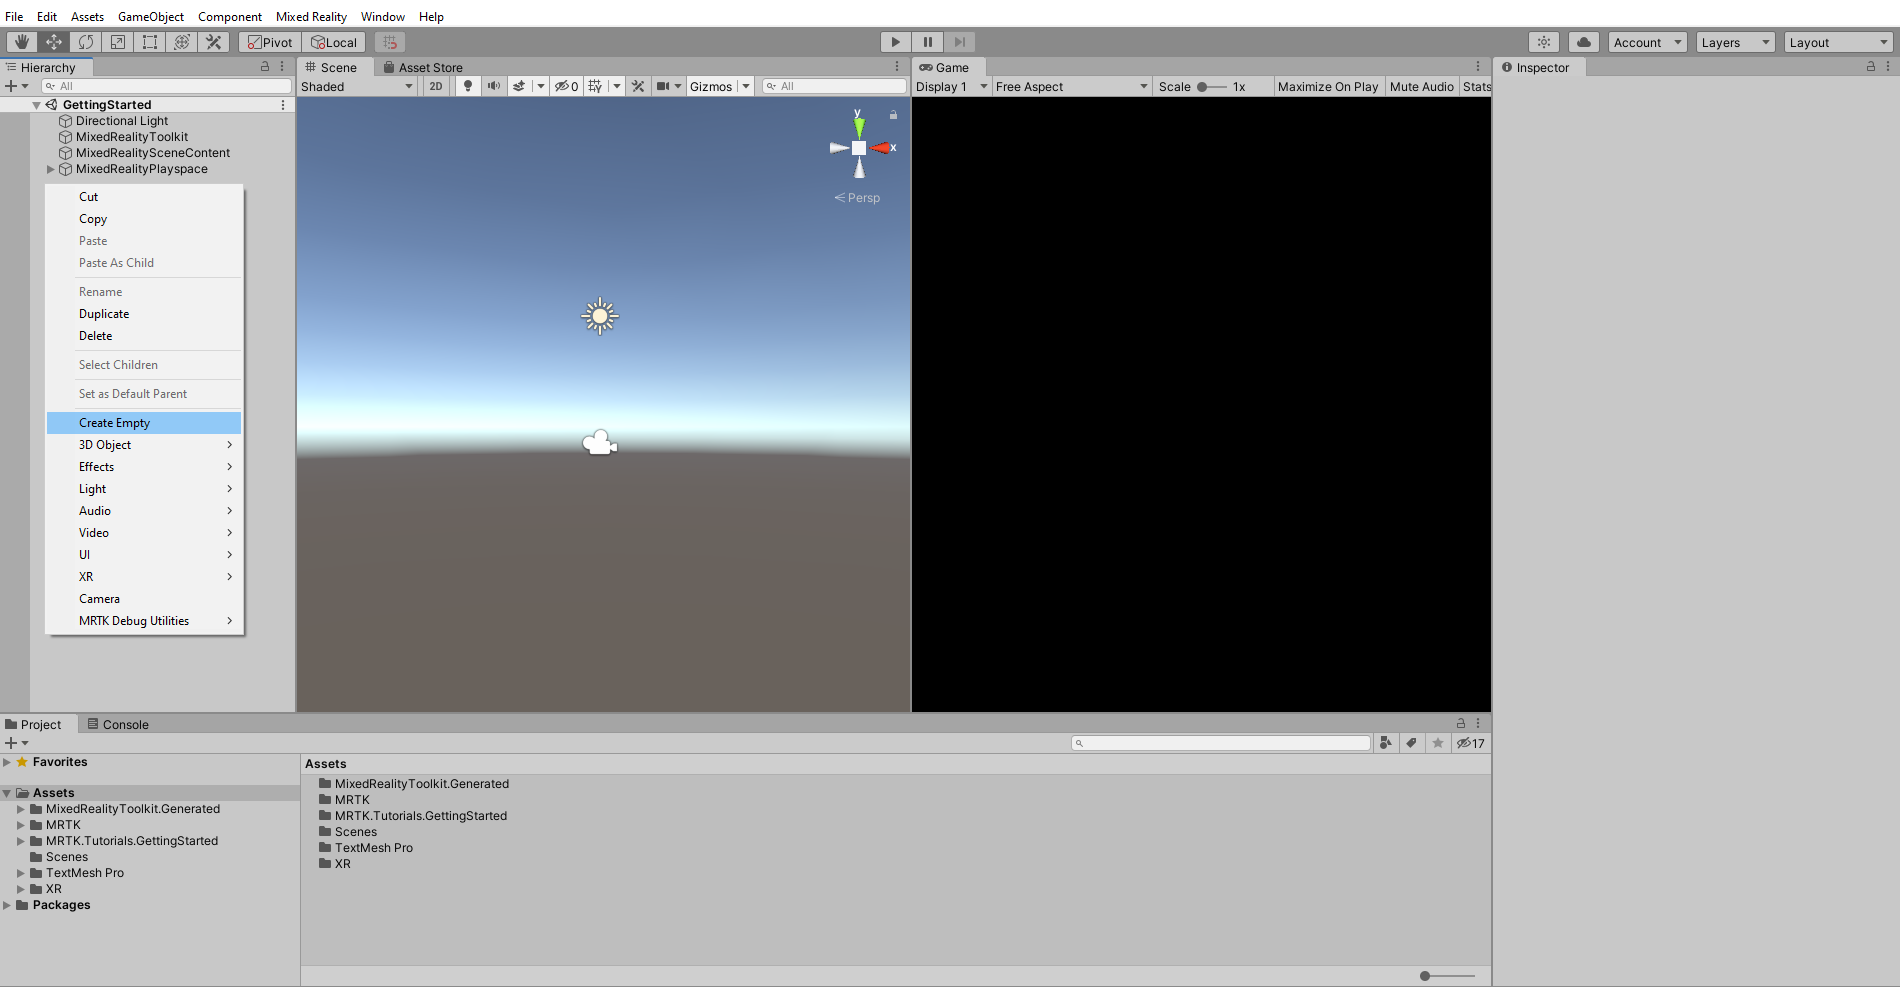 File Edit Assets GameObject Component Mixed Reality Window Help
Pivot Local Account Layers Layout
Hierarchy
All
GettingStarted
Directional Light
MixedRealityToolkit
MixedRealitySceneContent
MixedRealityPlayspace
Cut
Copy
Paste
Paste As Child
Rename
Duplicate
Delete
Select Children
Set as Default Parent
Create Empty
3D Object
Effects
Light
Audio
Video
UI
XR
Camera
MRTK Debug Utilities
Scene Asset Store
Shaded 2D 0 Gizmos All
y
x
Persp
Game
Display 1 Free Aspect Scale 1x Maximize On Play Mute Audio Stats
Inspector
Project Console
17
Favorites
Assets
MixedRealityToolkit.Generated
MRTK
MRTK.Tutorials.GettingStarted
Scenes
TextMesh Pro
XR
Packages
Assets
MixedRealityToolkit.Generated
MRTK
MRTK.Tutorials.GettingStarted
Scenes
TextMesh Pro
XR